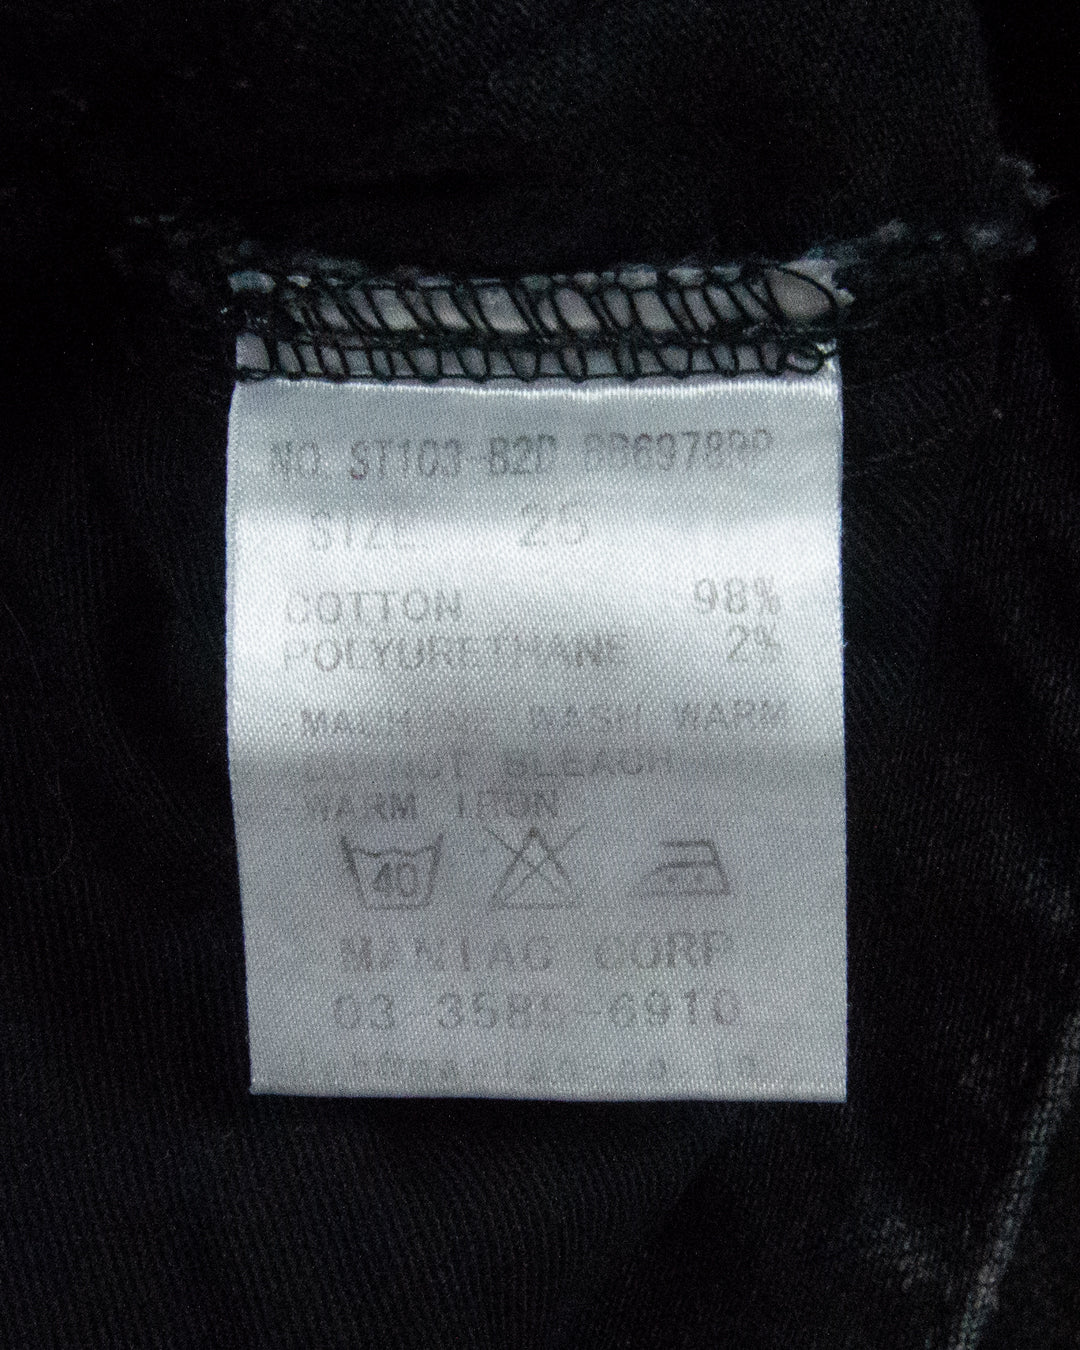 NO. ST103 B2D
SIZE 25
COTTON 98%
POLYURETHANE 2%
-MACHINE WASH WARM
-DO NOT BLEACH
-WARM IRON
40
MANIAC CORP
03-3585-6910